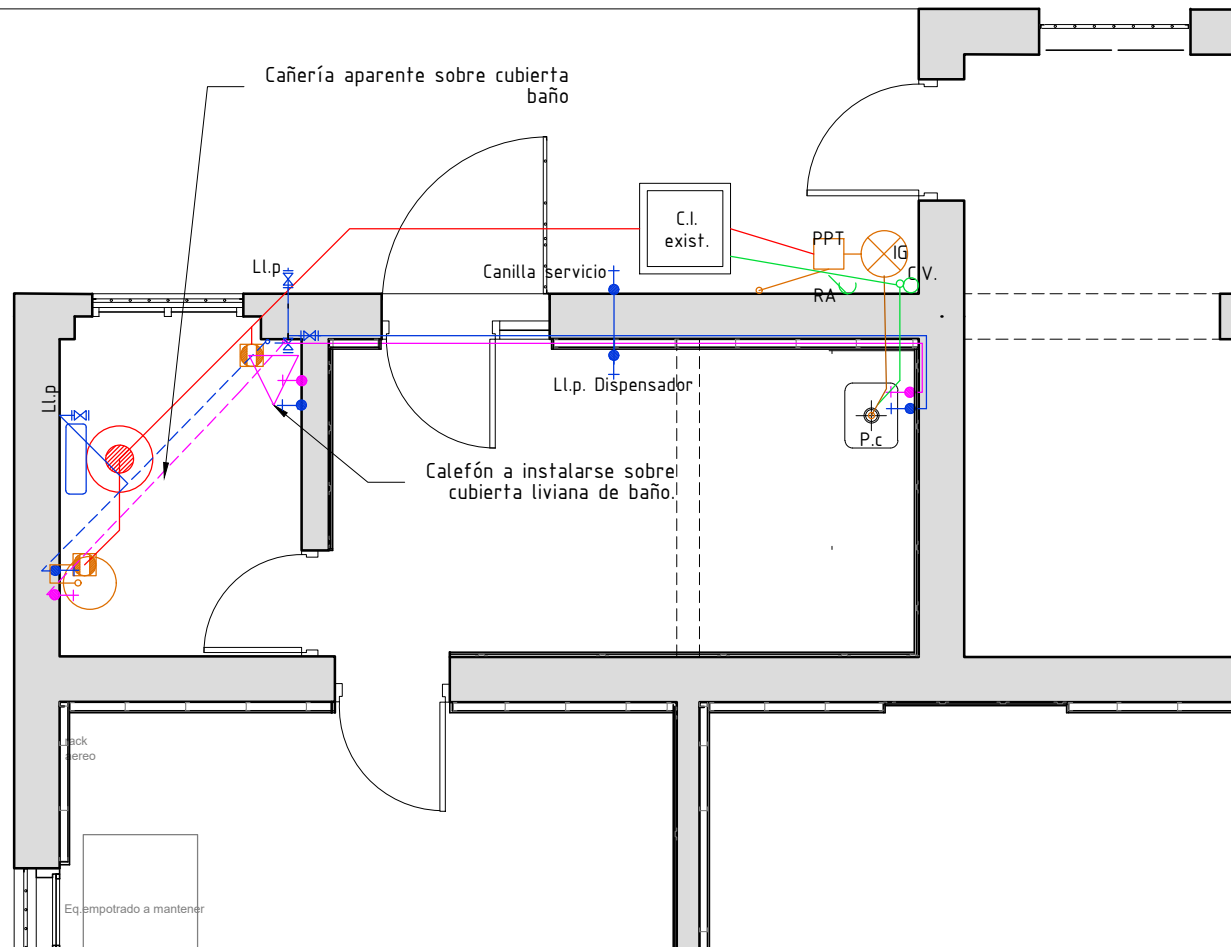 Cañería aparente sobre cubierta
baño
C.I.
exist.
PPT
IG
C.V.
RA
Ll.p
Canilla servicio
Ll.p. Dispensador
Ll.p
P.c
Calefón a instalarse sobre
cubierta liviana de baño.
rack
aereo
Eq.empotrado a mantener